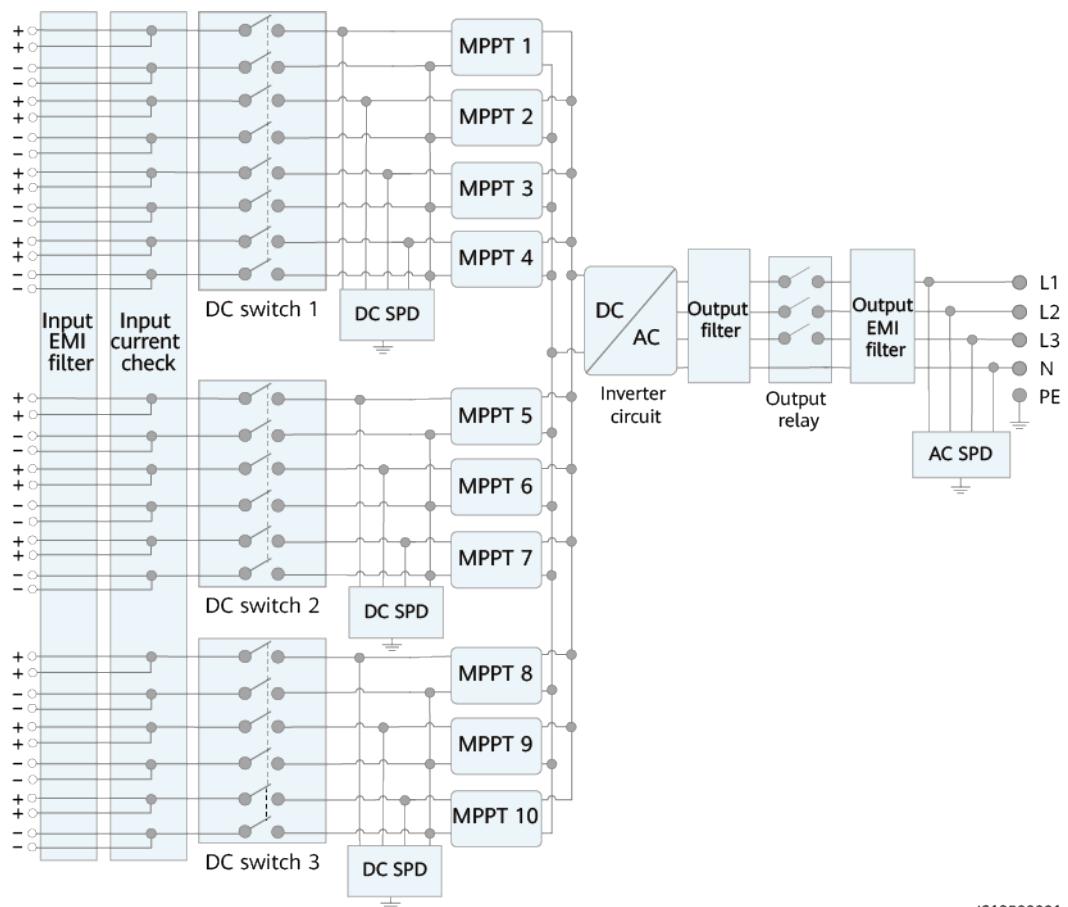 +
+
−
−
+
+
−
−
+
+
−
−
+
+
−
−
Input EMI filter
Input current check
DC switch 1
MPPT 1
MPPT 2
MPPT 3
MPPT 4
DC SPD
+
+
−
−
+
+
−
−
+
+
−
−
DC switch 2
MPPT 5
MPPT 6
MPPT 7
DC SPD
+
+
−
−
+
+
−
−
+
+
−
−
DC switch 3
MPPT 8
MPPT 9
MPPT 10
DC SPD
DC
AC
Inverter
circuit
Output
filter
Output
relay
Output
EMI
filter
L1
L2
L3
N
PE
AC SPD